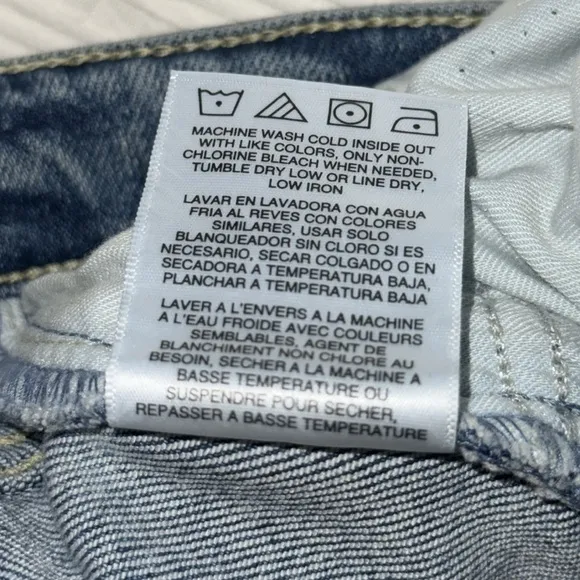 MACHINE WASH COLD INSIDE OUT
WITH LIKE COLORS, ONLY NON-
CHLORINE BLEACH WHEN NEEDED,
TUMBLE DRY LOW OR LINE DRY,
LOW IRON
LAVAR EN LAVADORA CON AGUA
FRIA AL REVES CON COLORES
SIMILARES, USAR SOLO
BLANQUEADOR SIN CLORO SI ES
NECESARIO, SECAR COLGADO O EN
SECADORA A TEMPERATURA BAJA,
PLANCHAR A TEMPERATURA BAJA
LAVER A L'ENVERS A LA MACHINE
A L'EAU FROIDE AVEC COULEURS
SEMBLABLES, AGENT DE
BLANCHIMENT NON CHLORE AU
BESOIN, SECHER A LA MACHINE A
BASSE TEMPERATURE OU
SUSPENDRE POUR SECHER,
REPASSER A BASSE TEMPERATURE